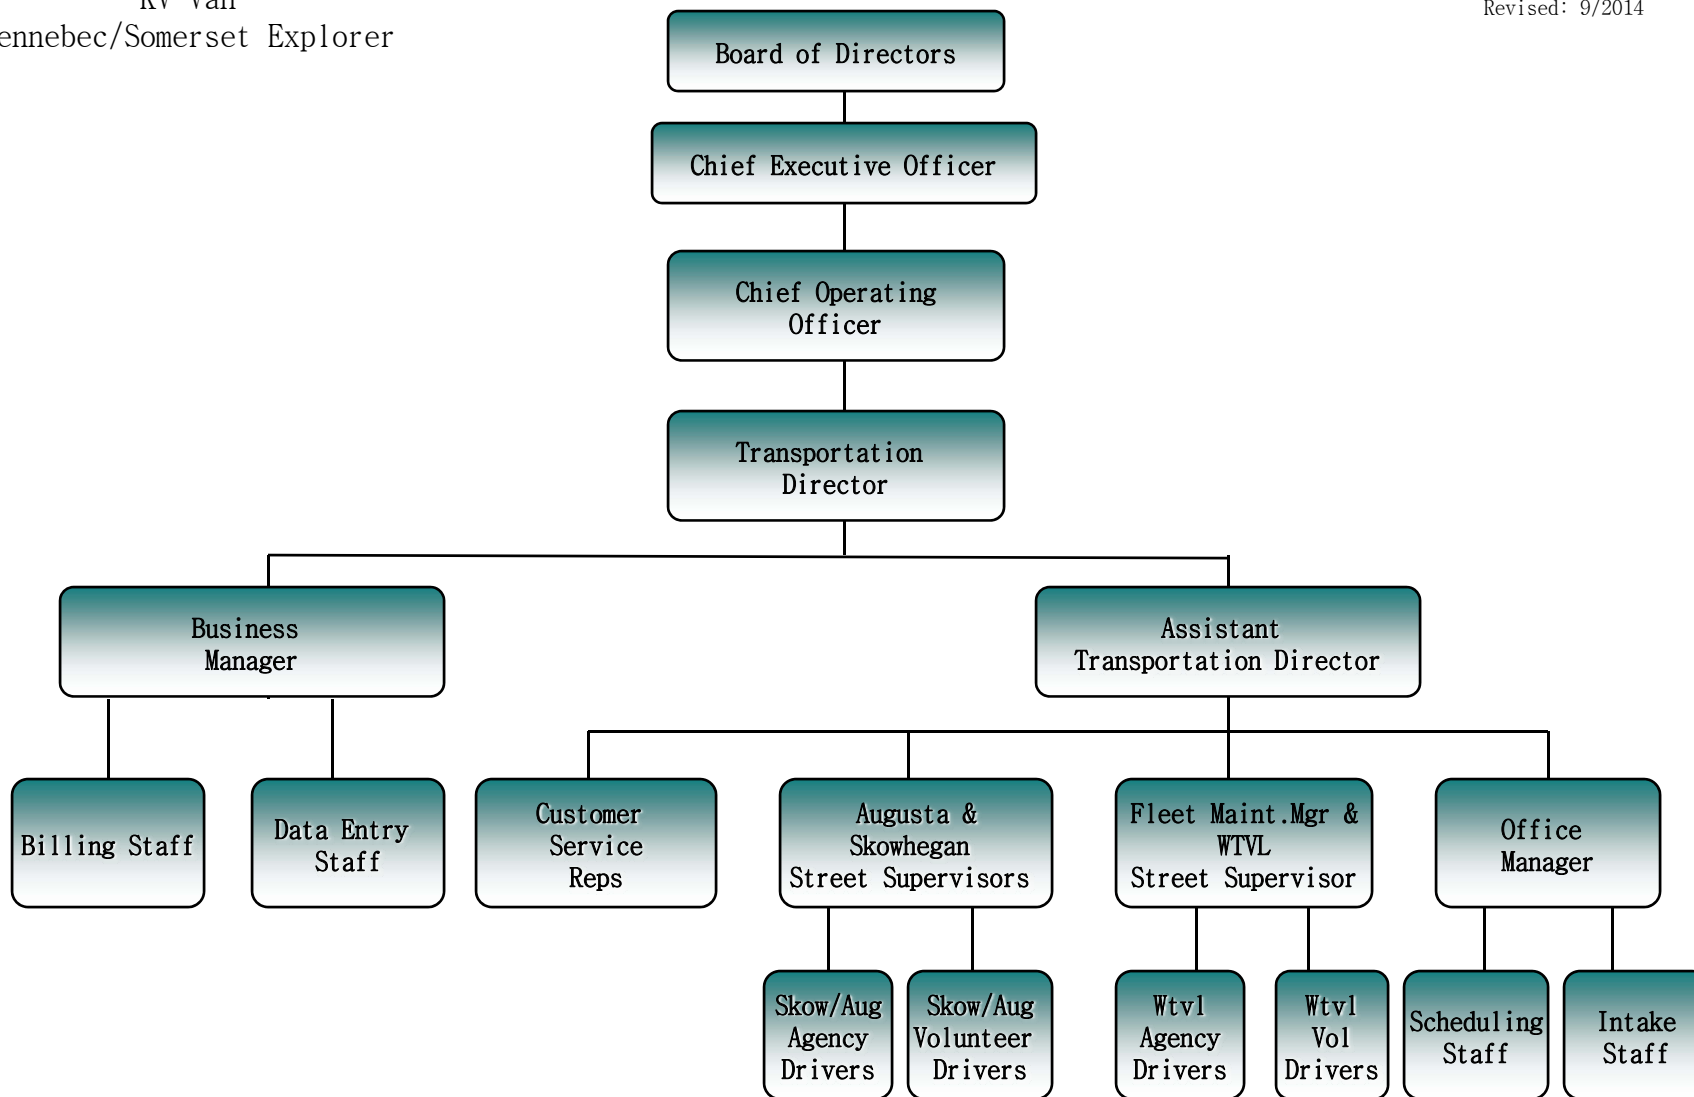 KV Van
ennebec/Somerset Explorer
Revised: 9/2014
Board of Directors
Chief Executive Officer
Chief Operating
Officer
Transportation
Director
Business
Manager
Assistant
Transportation Director
Billing Staff
Data Entry
Staff
Customer
Service
Reps
Augusta &
Skowhegan
Street Supervisors
Fleet Maint.Mgr &
WTVL
Street Supervisor
Office
Manager
Skow/Aug
Agency
Drivers
Skow/Aug
Volunteer
Drivers
Wtvl
Agency
Drivers
Wtvl
Vol
Drivers
Scheduling
Staff
Intake
Staff